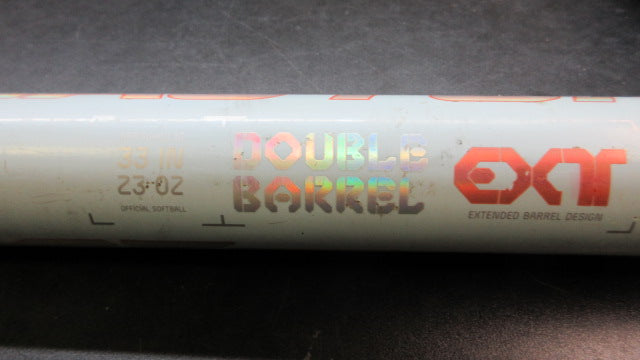 33 IN
23 OZ
OFFICIAL SOFTBALL
DOUBLE
BARREL
EXT
EXTENDED BARREL DESIGN